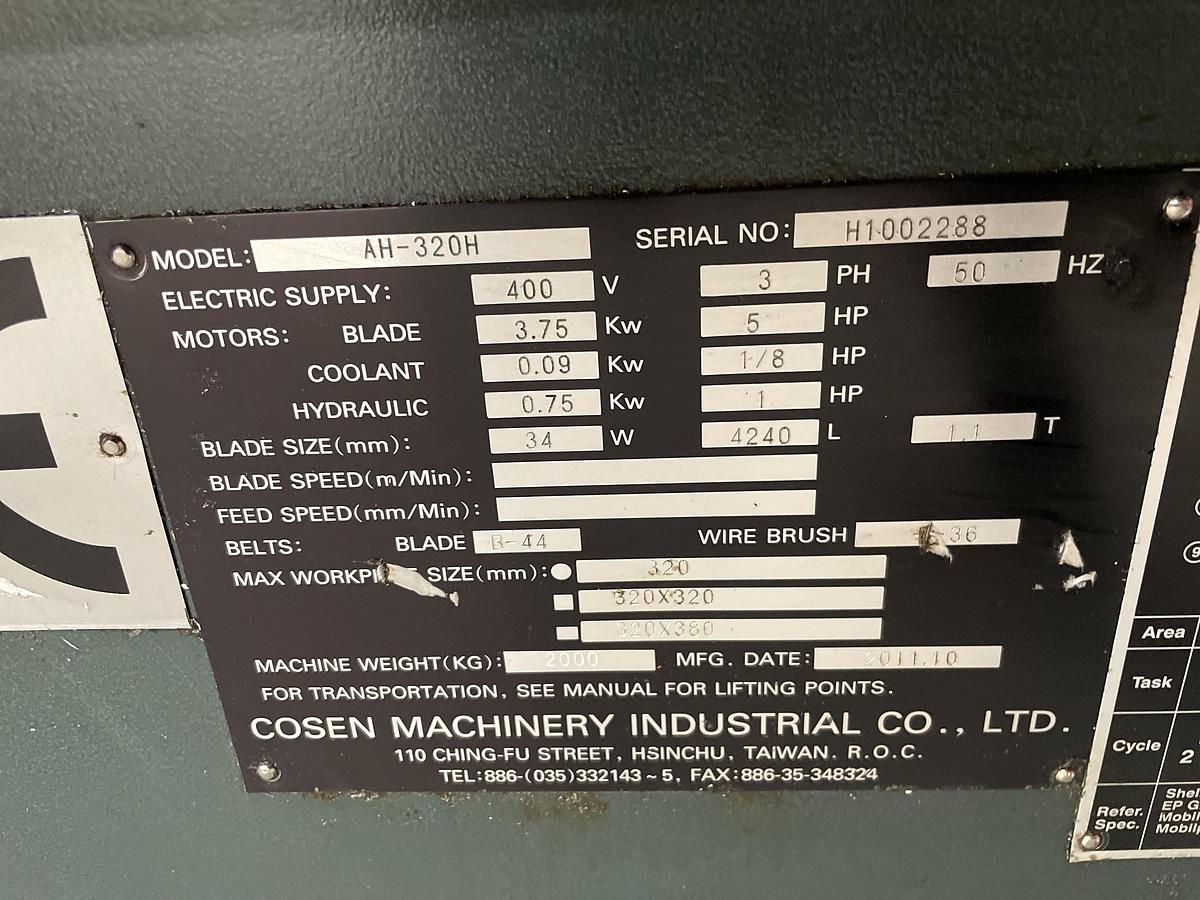 MODEL: AH-320H SERIAL NO: H1002288
ELECTRIC SUPPLY: 400 V 3 PH 50 HZ
MOTORS: BLADE 3.75 Kw 5 HP
COOLANT 0.09 Kw 1/8 HP
HYDRAULIC 0.75 Kw 1 HP
BLADE SIZE(mm): 34 W 4240 L 1.1 T
BLADE SPEED(m/Min):
FEED SPEED(mm/Min):
BELTS: BLADE B-44 WIRE BRUSH
MAX SIZE(mm): 320
320X320
320X380
MACHINE WEIGHT(KG): 2000 MFG. DATE: 2011.10
FOR TRANSPORTATION, SEE MANUAL FOR LIFTING POINTS.
COSEN MACHINERY INDUSTRIAL CO., LTD.
110 CHING-FU STREET, HSINCHU, TAIWAN. R.O.C.
TEL:886-(035)332143~5, FAX:886-35-348324
Area
Task
Cycle 2
Refer. Spec.
EP